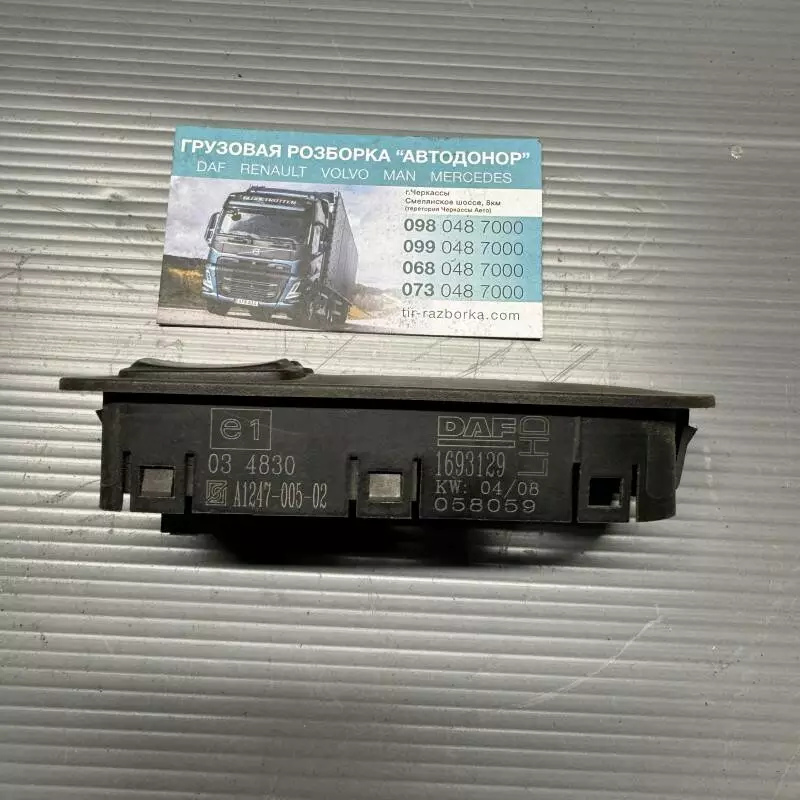 ГРУЗОВАЯ РОЗБОРКА "АВТОДОНОР"
DAF RENAULT VOLVO MAN MERCEDES
г.Черкассы
Смелянское шоссе, 8км
(теретория Черкассы Авто)
098 048 7000
099 048 7000
068 048 7000
073 048 7000
tir-razborka.com
e1
03 4830
A1247-005-02
DAF
LHD
1693129
KW: 04/08
058059